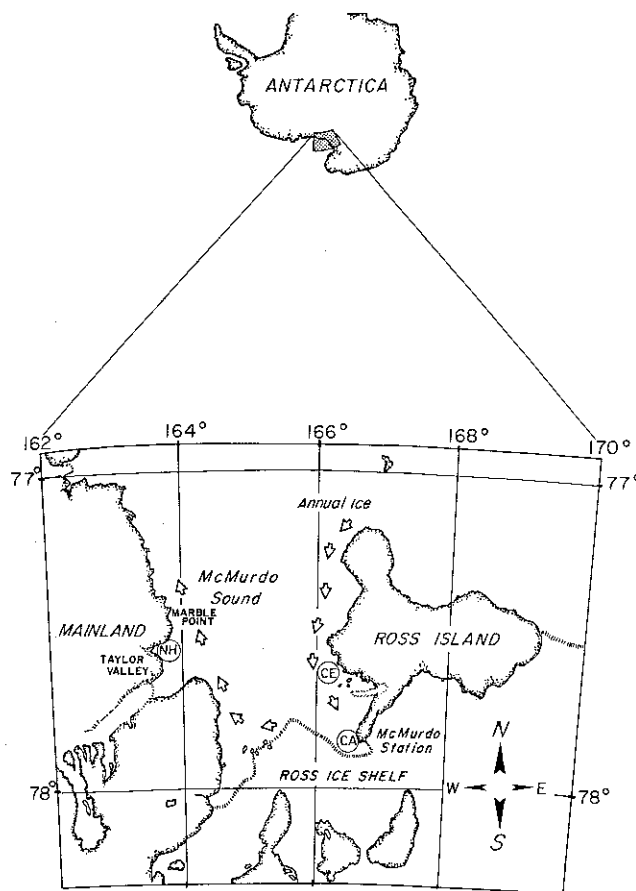 ANTARCTICA
162°
164°
166°
168°
170°
77°
77°
Annual Ice
McMurdo
Sound
MARBLE
POINT
MAINLAND
NH
ROSS ISLAND
TAYLOR
VALLEY
CE
CA
McMurdo
Station
N
ROSS ICE SHELF
W
E
78°
78°
S